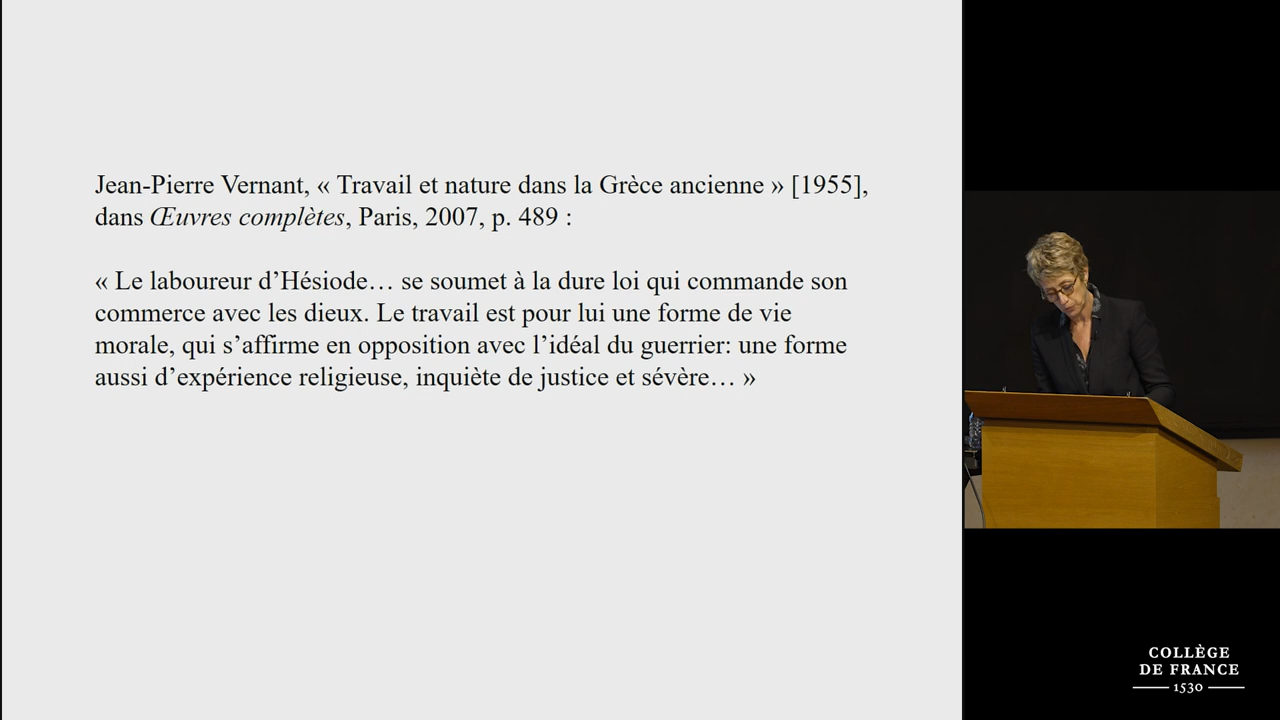 Jean-Pierre Vernant, « Travail et nature dans la Grèce ancienne » [1955],
dans Œuvres complètes, Paris, 2007, p. 489 :
« Le laboureur d’Hésiode… se soumet à la dure loi qui commande son
commerce avec les dieux. Le travail est pour lui une forme de vie
morale, qui s’affirme en opposition avec l’idéal du guerrier: une forme
aussi d’expérience religieuse, inquiète de justice et sévère… »
COLLÈGE
DE FRANCE
1530